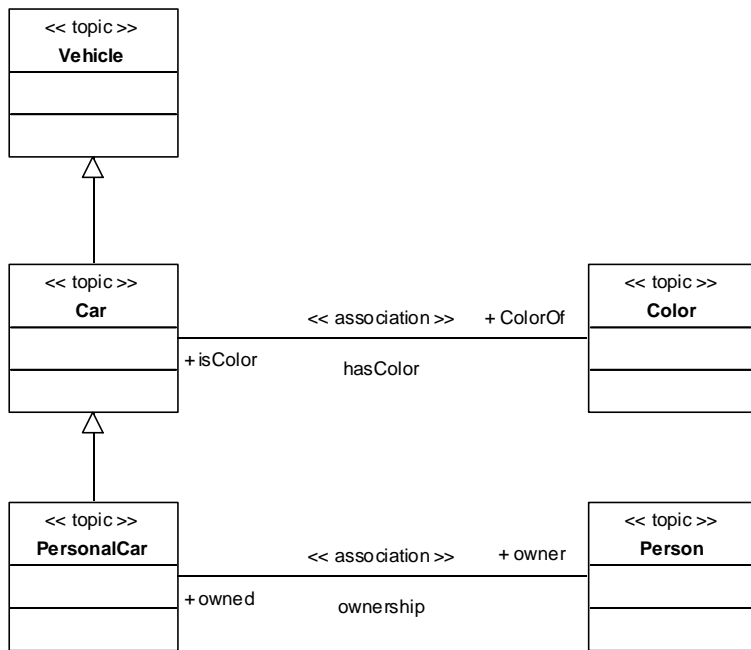 << topic >>
Vehicle
<< topic >>
Car
<< association >>
+ ColorOf
<< topic >>
Color
+isColor
hasColor
<< topic >>
PersonalCar
<< association >>
+ owner
<< topic >>
Person
+owned
ownership